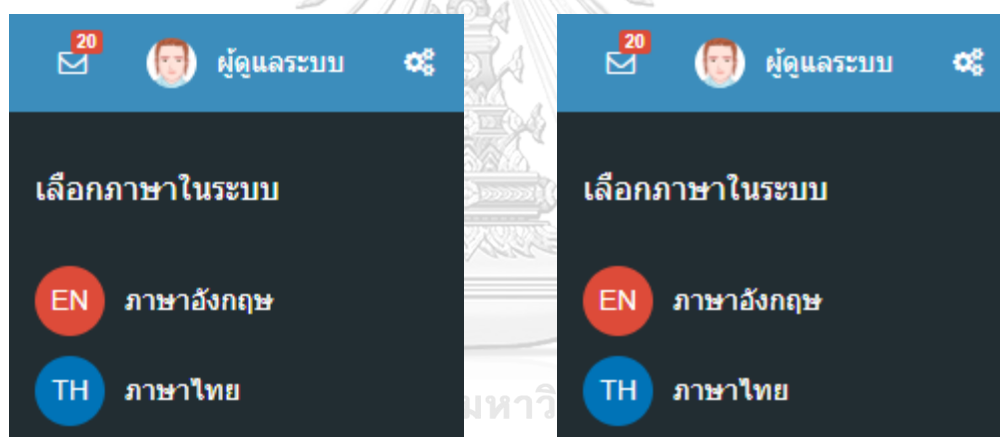 20
ผู้ดูแลระบบ
เลือกภาษาในระบบ
EN ภาษาอังกฤษ
TH ภาษาไทย
20
ผู้ดูแลระบบ
เลือกภาษาในระบบ
EN ภาษาอังกฤษ
TH ภาษาไทย
มหาวิ